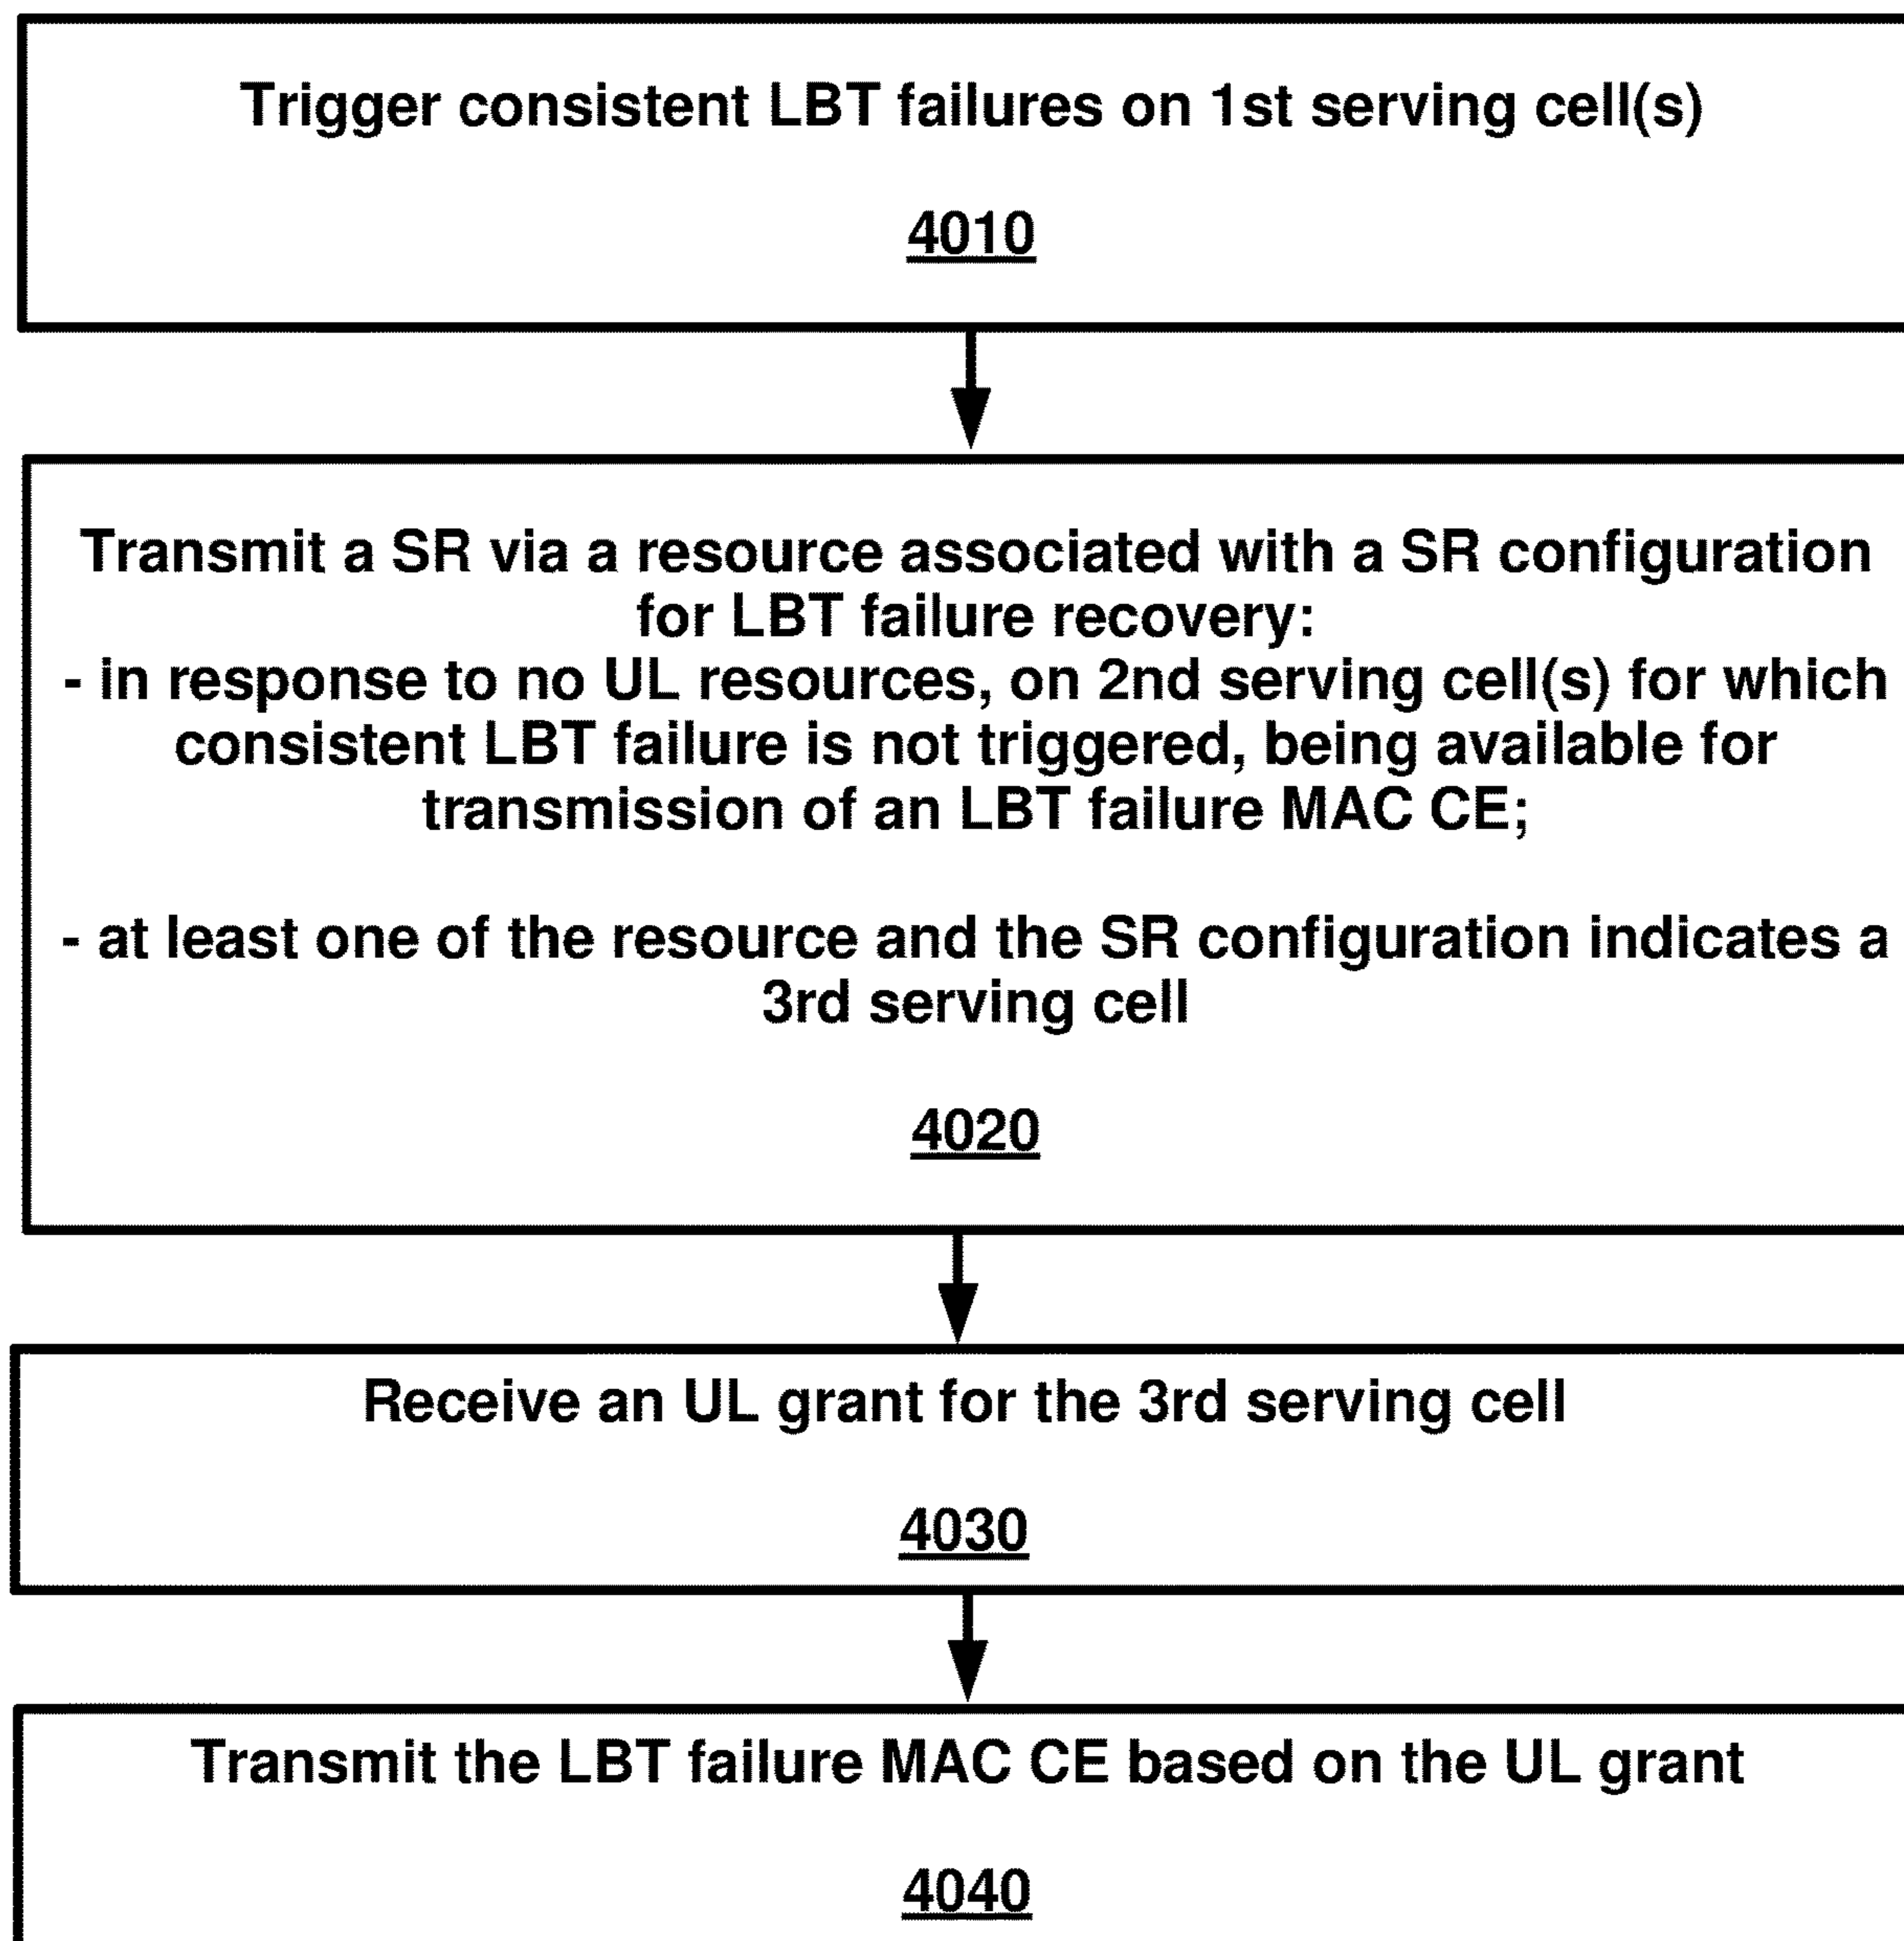 Trigger consistent LBT failures on 1st serving cell(s)
4010
Transmit a SR via a resource associated with a SR configuration
for LBT failure recovery:
- in response to no UL resources, on 2nd serving cell(s) for which
consistent LBT failure is not triggered, being available for
transmission of an LBT failure MAC CE;
- at least one of the resource and the SR configuration indicates a
3rd serving cell
4020
Receive an UL grant for the 3rd serving cell
4030
Transmit the LBT failure MAC CE based on the UL grant
4040